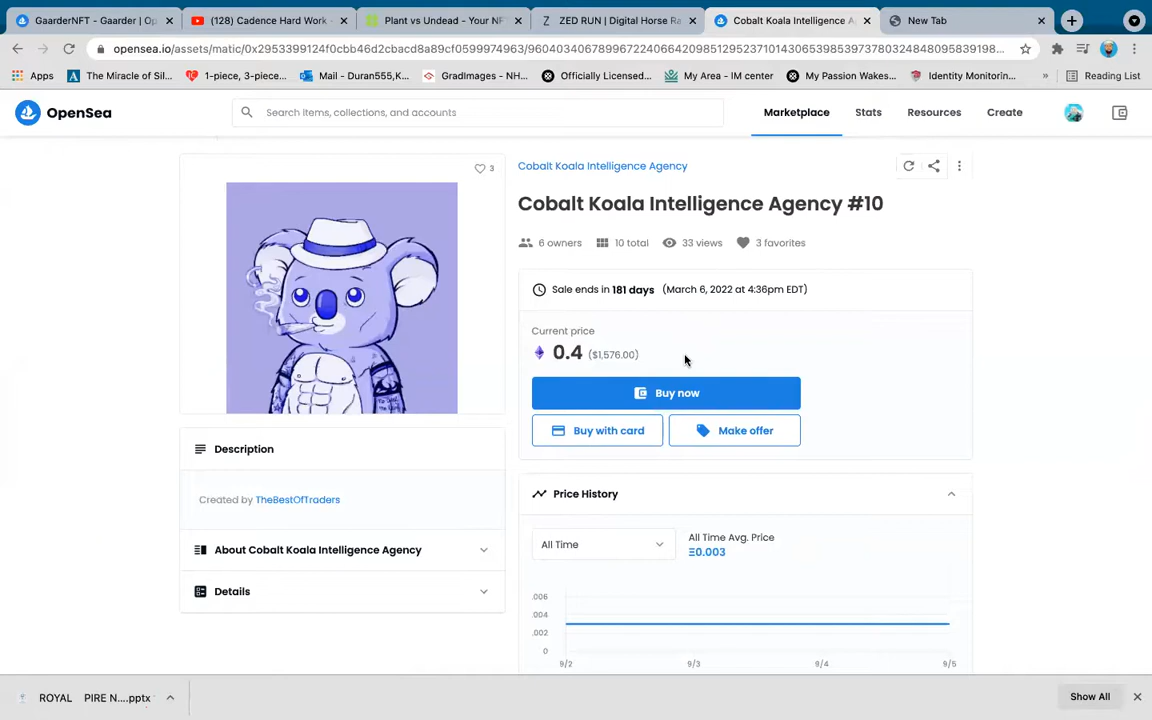 GaarderNFT - Gaarder | Op
(128) Cadence Hard Work -
Plant vs Undead - Your NF
ZED RUN | Digital Horse Ra
Cobalt Koala Intelligence A
New Tab
opensea.io/assets/matic/0x2953399124f0cbb46d2cbacd8a89cf0599974963/9604034067899672240664209851295237101430653985397378032484809583919​8...
Apps
The Miracle of Sil...
1-piece, 3-piece...
Mail - Duran555,K...
GradImages - NH...
Officially Licensed...
My Area - IM center
My Passion Wakes...
Identity Monitorin...
»
Reading List
OpenSea
Search items, collections, and accounts
Marketplace
Stats
Resources
Create
3
Cobalt Koala Intelligence Agency
Cobalt Koala Intelligence Agency #10
6 owners
10 total
33 views
3 favorites
Sale ends in 181 days (March 6, 2022 at 4:36pm EDT)
Current price
0.4 ($1,576.00)
Buy now
Buy with card
Make offer
Description
Created by TheBestOfTraders
About Cobalt Koala Intelligence Agency
Details
Price History
All Time
All Time Avg. Price
Ξ0.003
.006
.004
.002
0
9/2
9/3
9/4
9/5
ROYAL PIRE N....pptx
Show All